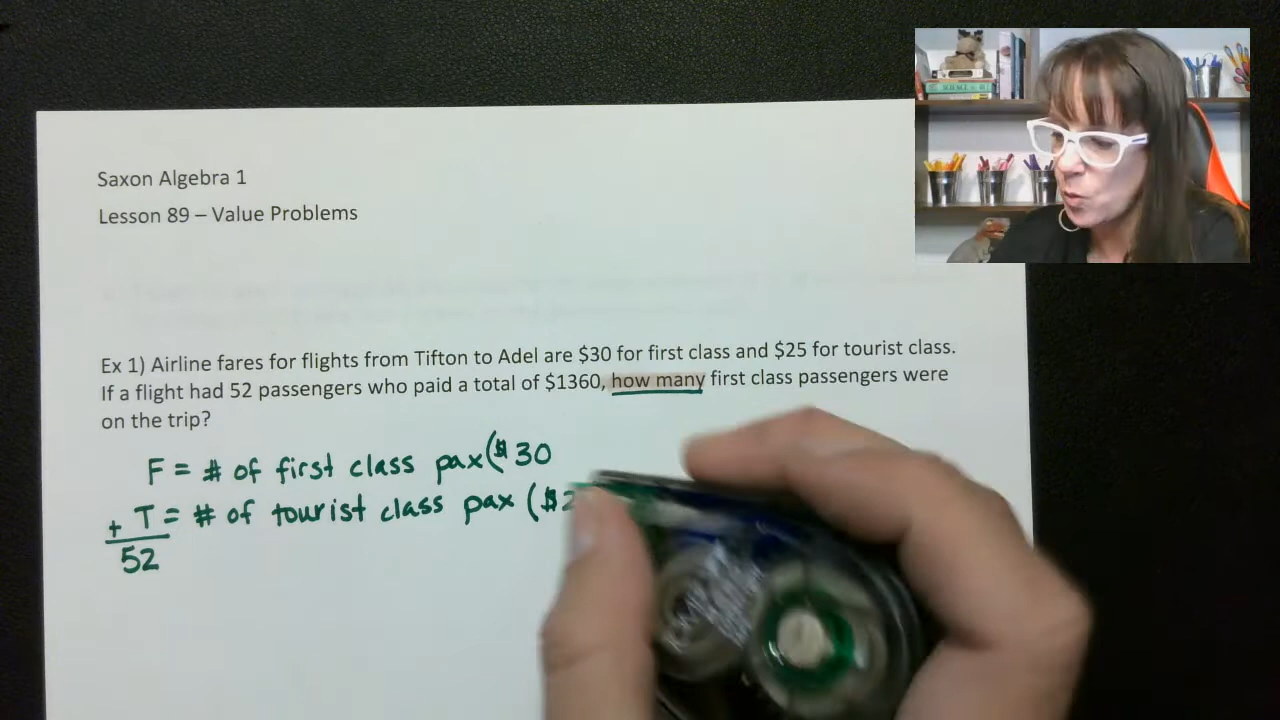 Saxon Algebra 1
Lesson 89 – Value Problems
Ex 1) Airline fares for flights from Tifton to Adel are $30 for first class and $25 for tourist class.
If a flight had 52 passengers who paid a total of $1360, how many first class passengers were
on the trip?
F = # of first class pax ($30
+ T = # of tourist class pax ($2
52